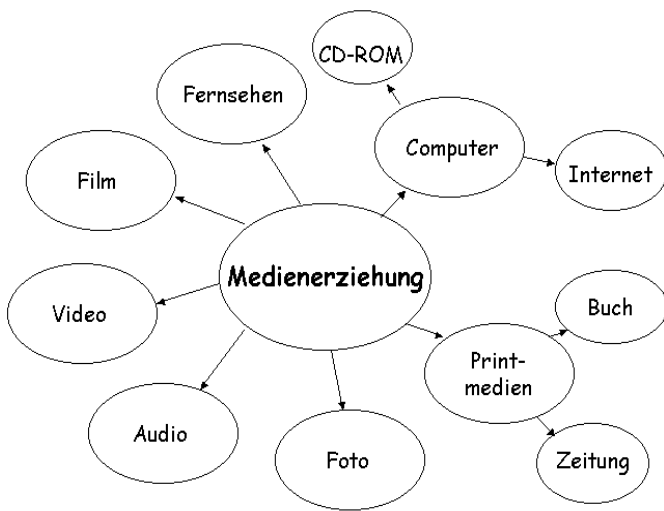 CD-ROM
Fernsehen
Computer
Film
Internet
Medienerziehung
Video
Buch
Print-
medien
Audio
Foto
Zeitung